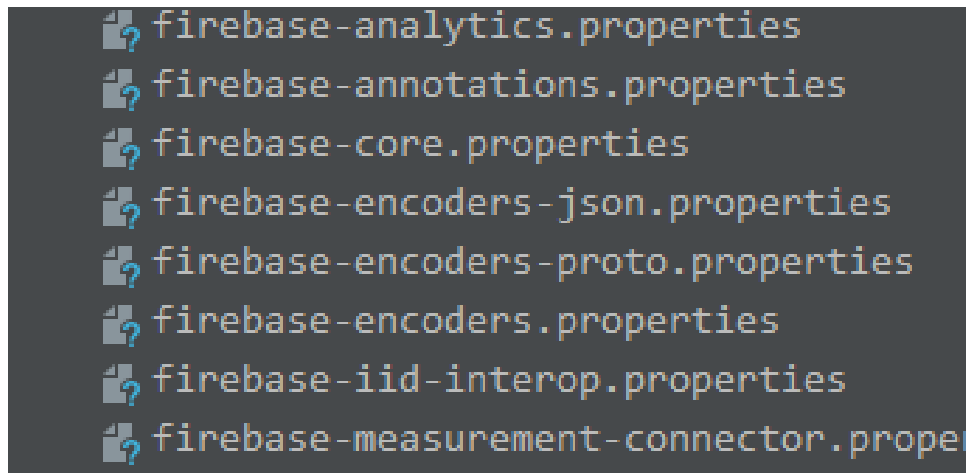 firebase-analytics.properties
firebase-annotations.properties
firebase-core.properties
firebase-encoders-json.properties
firebase-encoders-proto.properties
firebase-encoders.properties
firebase-iid-interop.properties
firebase-measurement-connector.proper